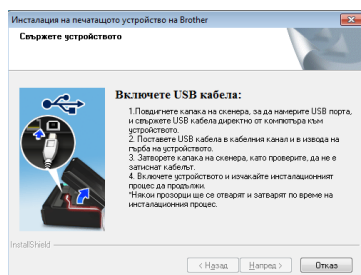 Инсталация на печатащото устройство на Brother
Свържете устройството
Включете USB кабела:
1.Повдигнете капака на скенера, за да намерите USB порта,
и свържете USB кабела директно от компютъра към
устройството.
2. Поставете USB кабела в кабелния канал и в извода на
гърба на устройството.
3. Затворете капака на скенера, като проверите, да не е
затиснат кабелът.
4. Включете устройството и изчакайте инсталационният
процес да продължи.
*Някои прозорци ще се отварят и затварят по време на
инсталационния процес.
InstallShield
< Назад Напред > Отказ